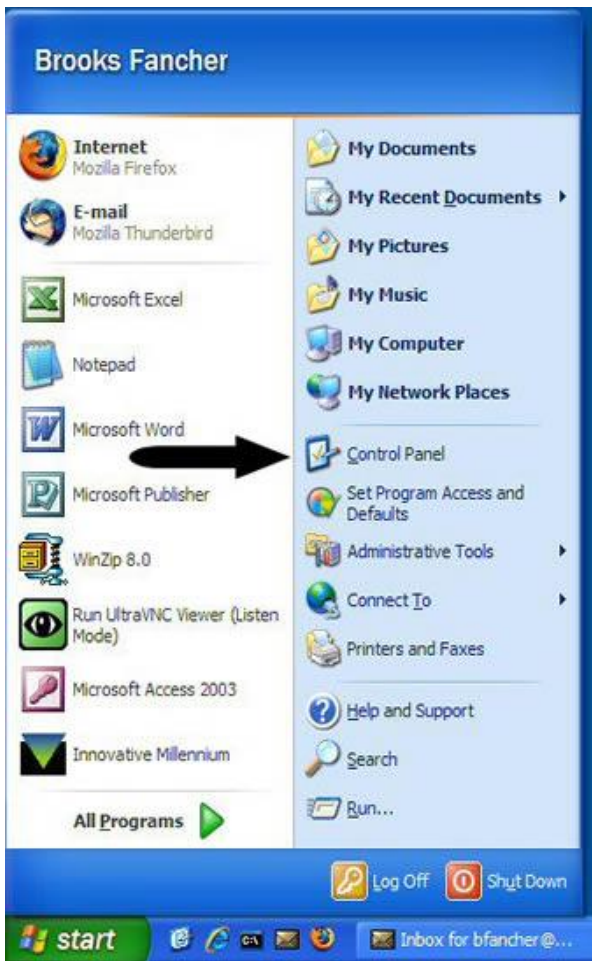 Brooks Fancher
Internet
Mozilla Firefox
E-mail
Mozilla Thunderbird
Microsoft Excel
Notepad
Microsoft Word
Microsoft Publisher
WinZip 8.0
Run UltraVNC Viewer (Listen
Mode)
Microsoft Access 2003
Innovative Millennium
All Programs
My Documents
My Recent Documents
My Pictures
My Music
My Computer
My Network Places
Control Panel
Set Program Access and
Defaults
Administrative Tools
Connect To
Printers and Faxes
Help and Support
Search
Run...
Log Off
Shut Down
start
Inbox for bfancher@...